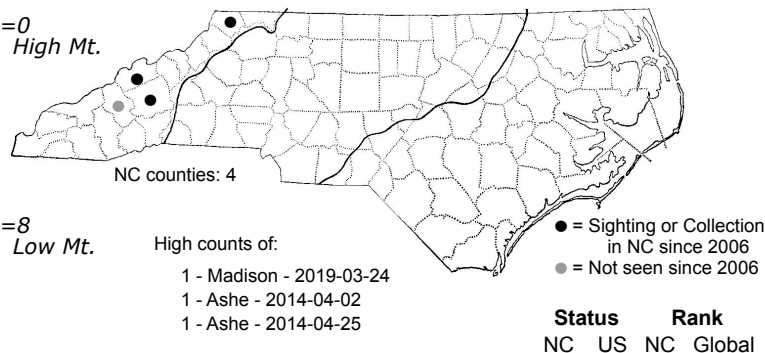 =0
High Mt.
NC counties: 4
=8
Low Mt.
High counts of:
1 - Madison - 2019-03-24
1 - Ashe - 2014-04-02
1 - Ashe - 2014-04-25
● = Sighting or Collection
in NC since 2006
● = Not seen since 2006
Status Rank
NC US NC Global